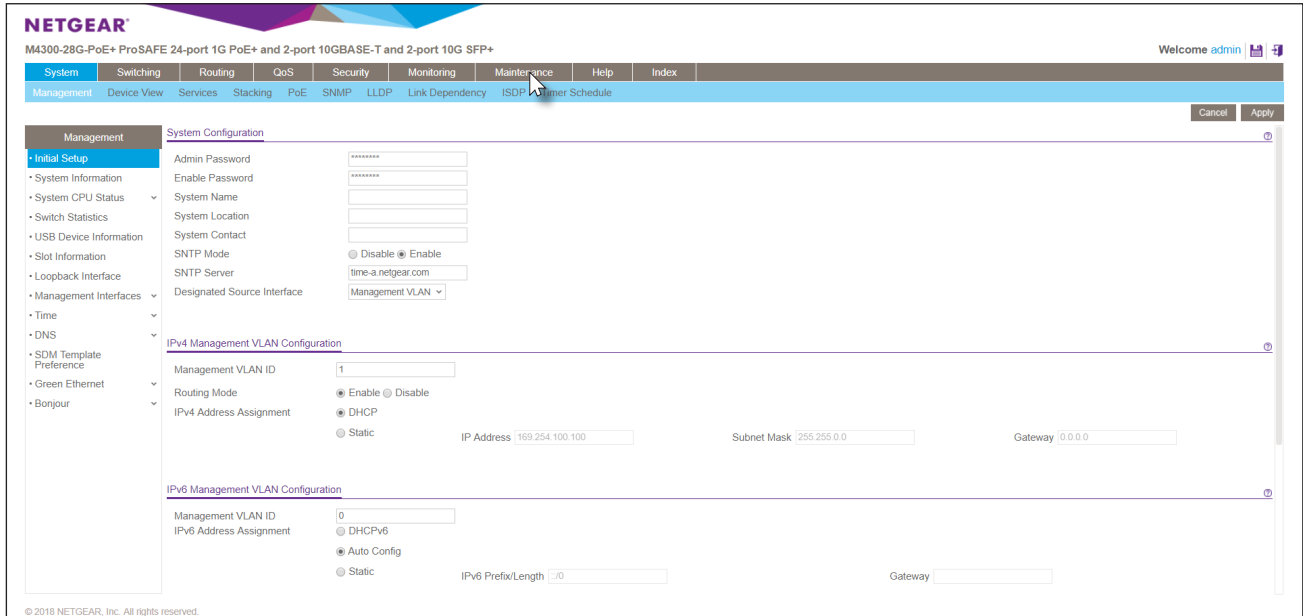 NETGEAR®
M4300-28G-PoE+ ProSAFE 24-port 1G PoE+ and 2-port 10GBASE-T and 2-port 10G SFP+
Welcome admin
System Switching Routing QoS Security Monitoring Maintenance Help Index
Management Device View Services Stacking PoE SNMP LLDP Link Dependency ISDP Timer Schedule
Cancel Apply
Management
• Initial Setup
• System Information
• System CPU Status
• Switch Statistics
• USB Device Information
• Slot Information
• Loopback Interface
• Management Interfaces
• Time
• DNS
• SDM Template
Preference
• Green Ethernet
• Bonjour
System Configuration
Admin Password ********
Enable Password ********
System Name
System Location
System Contact
SNTP Mode Disable Enable
SNTP Server time-a.netgear.com
Designated Source Interface Management VLAN
IPv4 Management VLAN Configuration
Management VLAN ID 1
Routing Mode Enable Disable
IPv4 Address Assignment DHCP
Static IP Address 169.254.100.100 Subnet Mask 255.255.0.0 Gateway 0.0.0.0
IPv6 Management VLAN Configuration
Management VLAN ID 0
IPv6 Address Assignment DHCPv6
Auto Config
Static IPv6 Prefix/Length ::/0 Gateway
© 2018 NETGEAR, Inc. All rights reserved.